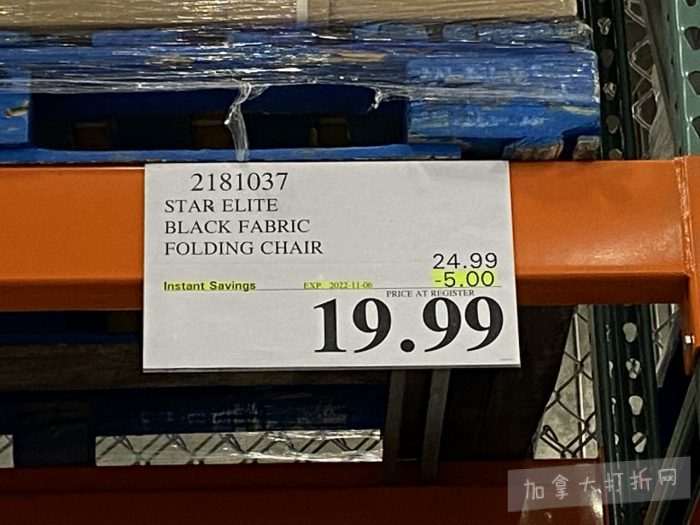 2181037
STAR ELITE
BLACK FABRIC
FOLDING CHAIR
24.99
-5.00
Instant Savings EXP. 2022-11-06
PRICE AT REGISTER
19.99
加拿大打折网